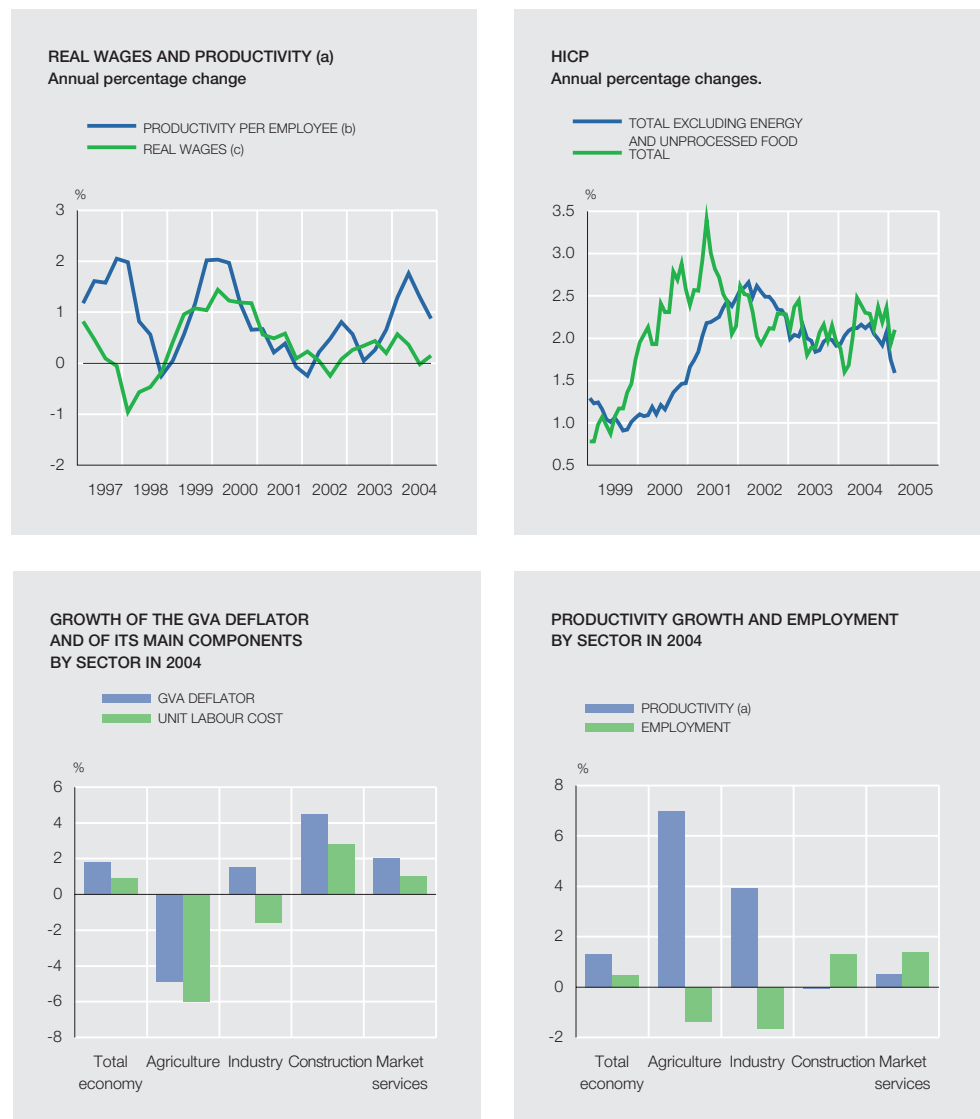 REAL WAGES AND PRODUCTIVITY (a)
Annual percentage change
PRODUCTIVITY PER EMPLOYEE (b)
REAL WAGES (c)
%
3
2
1
0
-1
-2
1997 1998 1999 2000 2001 2002 2003 2004
HICP
Annual percentage changes.
TOTAL EXCLUDING ENERGY
AND UNPROCESSED FOOD
TOTAL
%
3.5
3.0
2.5
2.0
1.5
1.0
0.5
1999 2000 2001 2002 2003 2004 2005
GROWTH OF THE GVA DEFLATOR
AND OF ITS MAIN COMPONENTS
BY SECTOR IN 2004
GVA DEFLATOR
UNIT LABOUR COST
%
6
4
2
0
-2
-4
-6
-8
Total Agriculture Industry Construction Market
economy services
PRODUCTIVITY GROWTH AND EMPLOYMENT
BY SECTOR IN 2004
PRODUCTIVITY (a)
EMPLOYMENT
%
8
6
4
2
0
-2
Total Agriculture Industry Construction Market
economy services